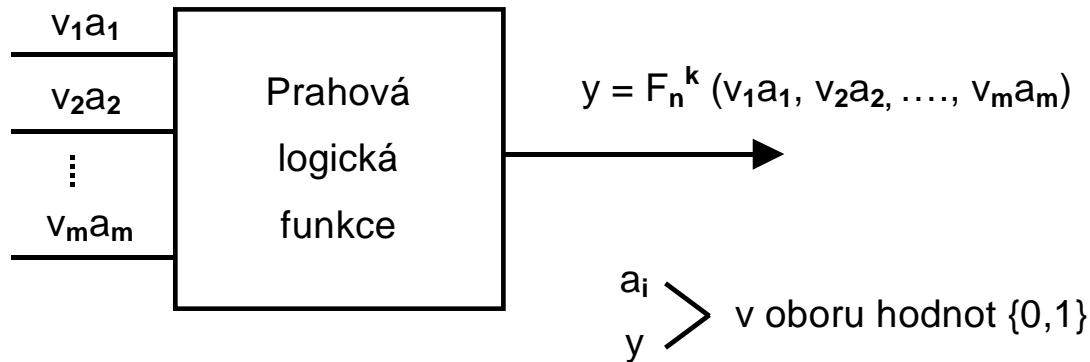 v₁a₁
v₂a₂
vₘaₘ
Prahová
logická
funkce
y = Fₙᵏ (v₁a₁, v₂a₂, …., vₘaₘ)
aᵢ
y
v oboru hodnot {0,1}